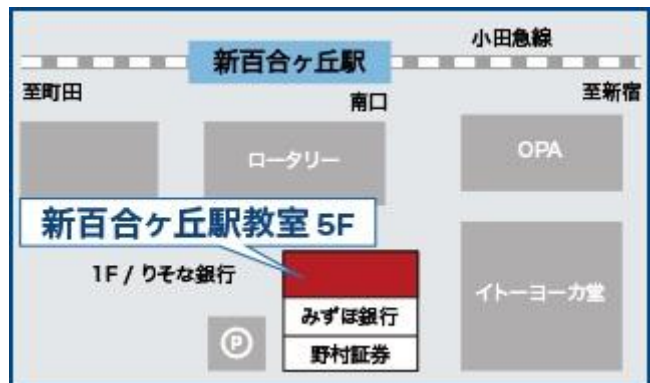 小田急線
新百合ヶ丘駅
至町田
南口
至新宿
ロータリー
OPA
新百合ヶ丘駅教室 5F
1F / りそな銀行
イトーヨーカ堂
みずほ銀行
P
野村証券